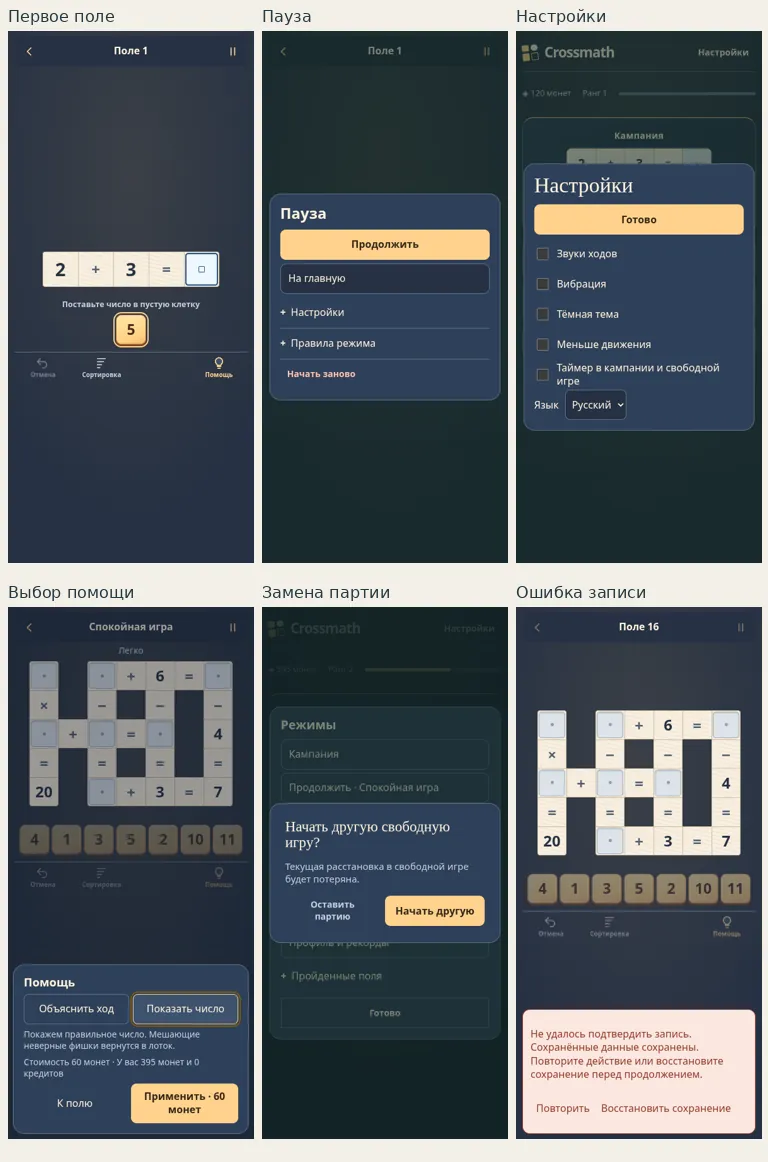 Первое поле
Поле 1
2 + 3 =
Поставьте число в пустую клетку
5
Отмена
Сортировка
Помощь
Пауза
Поле 1
Пауза
Продолжить
На главную
+ Настройки
+ Правила режима
Начать заново
Настройки
Crossmath
Настройки
120 монет Ранг 1
Кампания
2 + 3 =
Настройки
Готово
Звуки ходов
Вибрация
Тёмная тема
Меньше движения
Таймер в кампании и свободной
игре
Язык Русский
Выбор помощи
Спокойная игра
Легко
+ 6 =
× − − −
+ = 4
= = =
20 + 3 = 7
4 1 3 5 2 10 11
Отмена
Сортировка
Помощь
Помощь
Объяснить ход
Показать число
Покажем правильное число. Мешающие
неверные фишки вернутся в лоток.
Стоимость 60 монет · У вас 395 монет и 0
кредитов
К полю
Применить · 60
монет
Замена партии
Crossmath
Настройки
Режимы
Кампания
Продолжить · Спокойная игра
Начать другую свободную
игру?
Текущая расстановка в свободной игре
будет потеряна.
Оставить
партию
Начать другую
Профиль и рекорды
+ Пройденные поля
Готово
Ошибка записи
Поле 16
+ 6 =
× − − −
+ = 4
= = =
20 + 3 = 7
4 1 3 5 2 10 11
Отмена
Сортировка
Помощь
Не удалось подтвердить запись.
Сохранённые данные сохранены.
Повторите действие или восстановите
сохранение перед продолжением.
Повторить
Восстановить сохранение